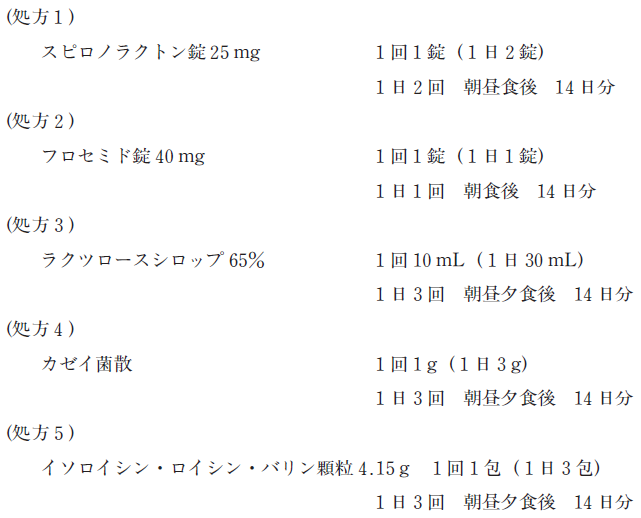 (処方1)
スピロノラクトン錠 25 mg　1回1錠（1日2錠）
1日2回　朝昼食後　14日分
(処方2)
フロセミド錠 40 mg　1回1錠（1日1錠）
1日1回　朝食後　14日分
(処方3)
ラクツロースシロップ 65%　1回10 mL（1日30 mL）
1日3回　朝昼夕食後　14日分
(処方4)
カゼイ菌散　1回1g（1日3g）
1日3回　朝昼夕食後　14日分
(処方5)
イソロイシン・ロイシン・バリン顆粒 4.15 g　1回1包（1日3包）
1日3回　朝昼夕食後　14日分